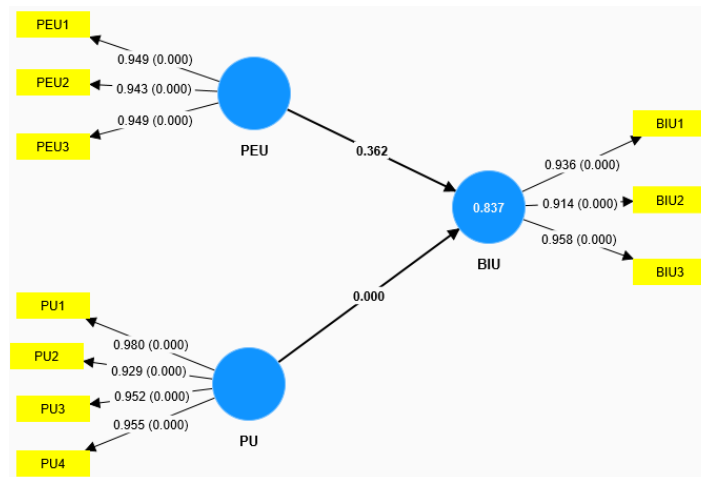 PEU1
0.949 (0.000)
PEU2
0.943 (0.000)
PEU3
0.949 (0.000)
PEU
0.362
BIU1
0.936 (0.000)
BIU2
0.914 (0.000)
BIU3
0.958 (0.000)
0.837
BIU
0.000
PU1
0.980 (0.000)
PU2
0.929 (0.000)
PU3
0.952 (0.000)
PU4
0.955 (0.000)
PU